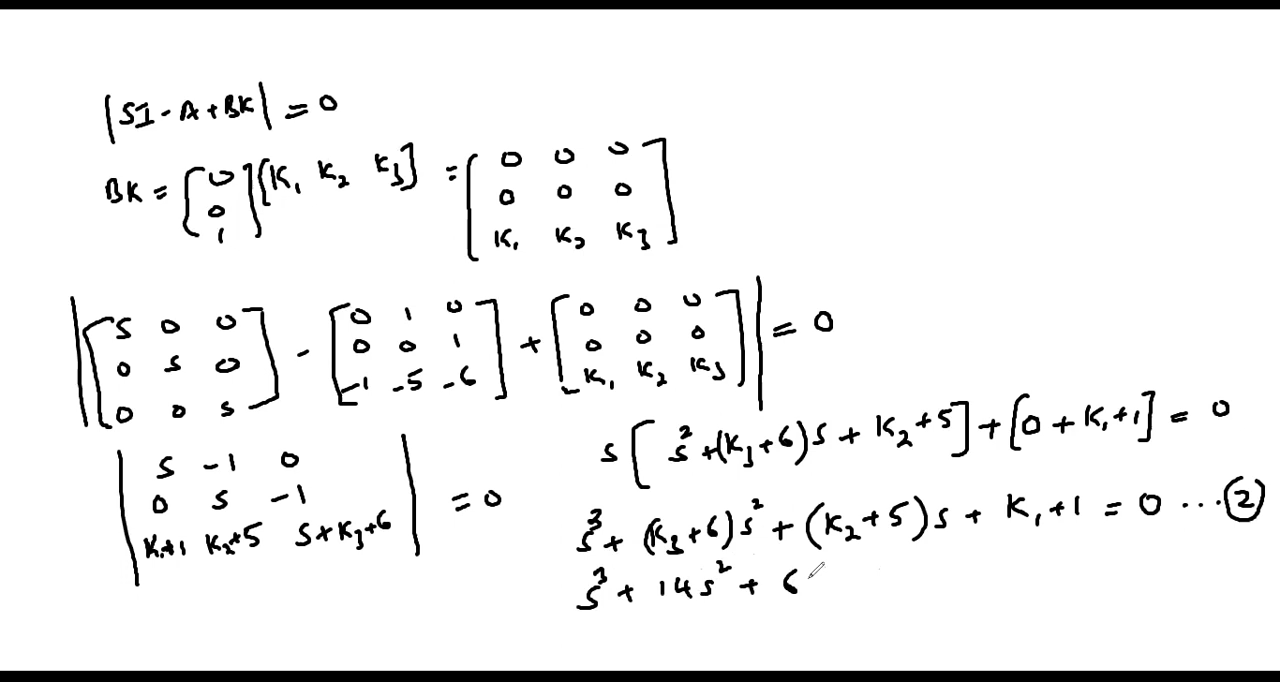 |SI - A + BK| = 0
BK = [0 0 1] [K₁ K₂ K₃] = [0 0 0
0 0 0
K₁ K₂ K₃]
|[S 0 0 - [0 1 0 + [0 0 0
0 S 0 0 0 1 0 0 0
0 0 S] -1 -5 -6] K₁ K₂ K₃]| = 0
|S -1 0
0 S -1
K₁+1 K₂+5 S+K₃+6| = 0
S[S² + (K₃+6)S + K₂+5] + [0 + K₁+1] = 0
S³ + (K₃+6)S² + (K₂+5)S + K₁+1 = 0 ...②
S³ + 14S² + 6